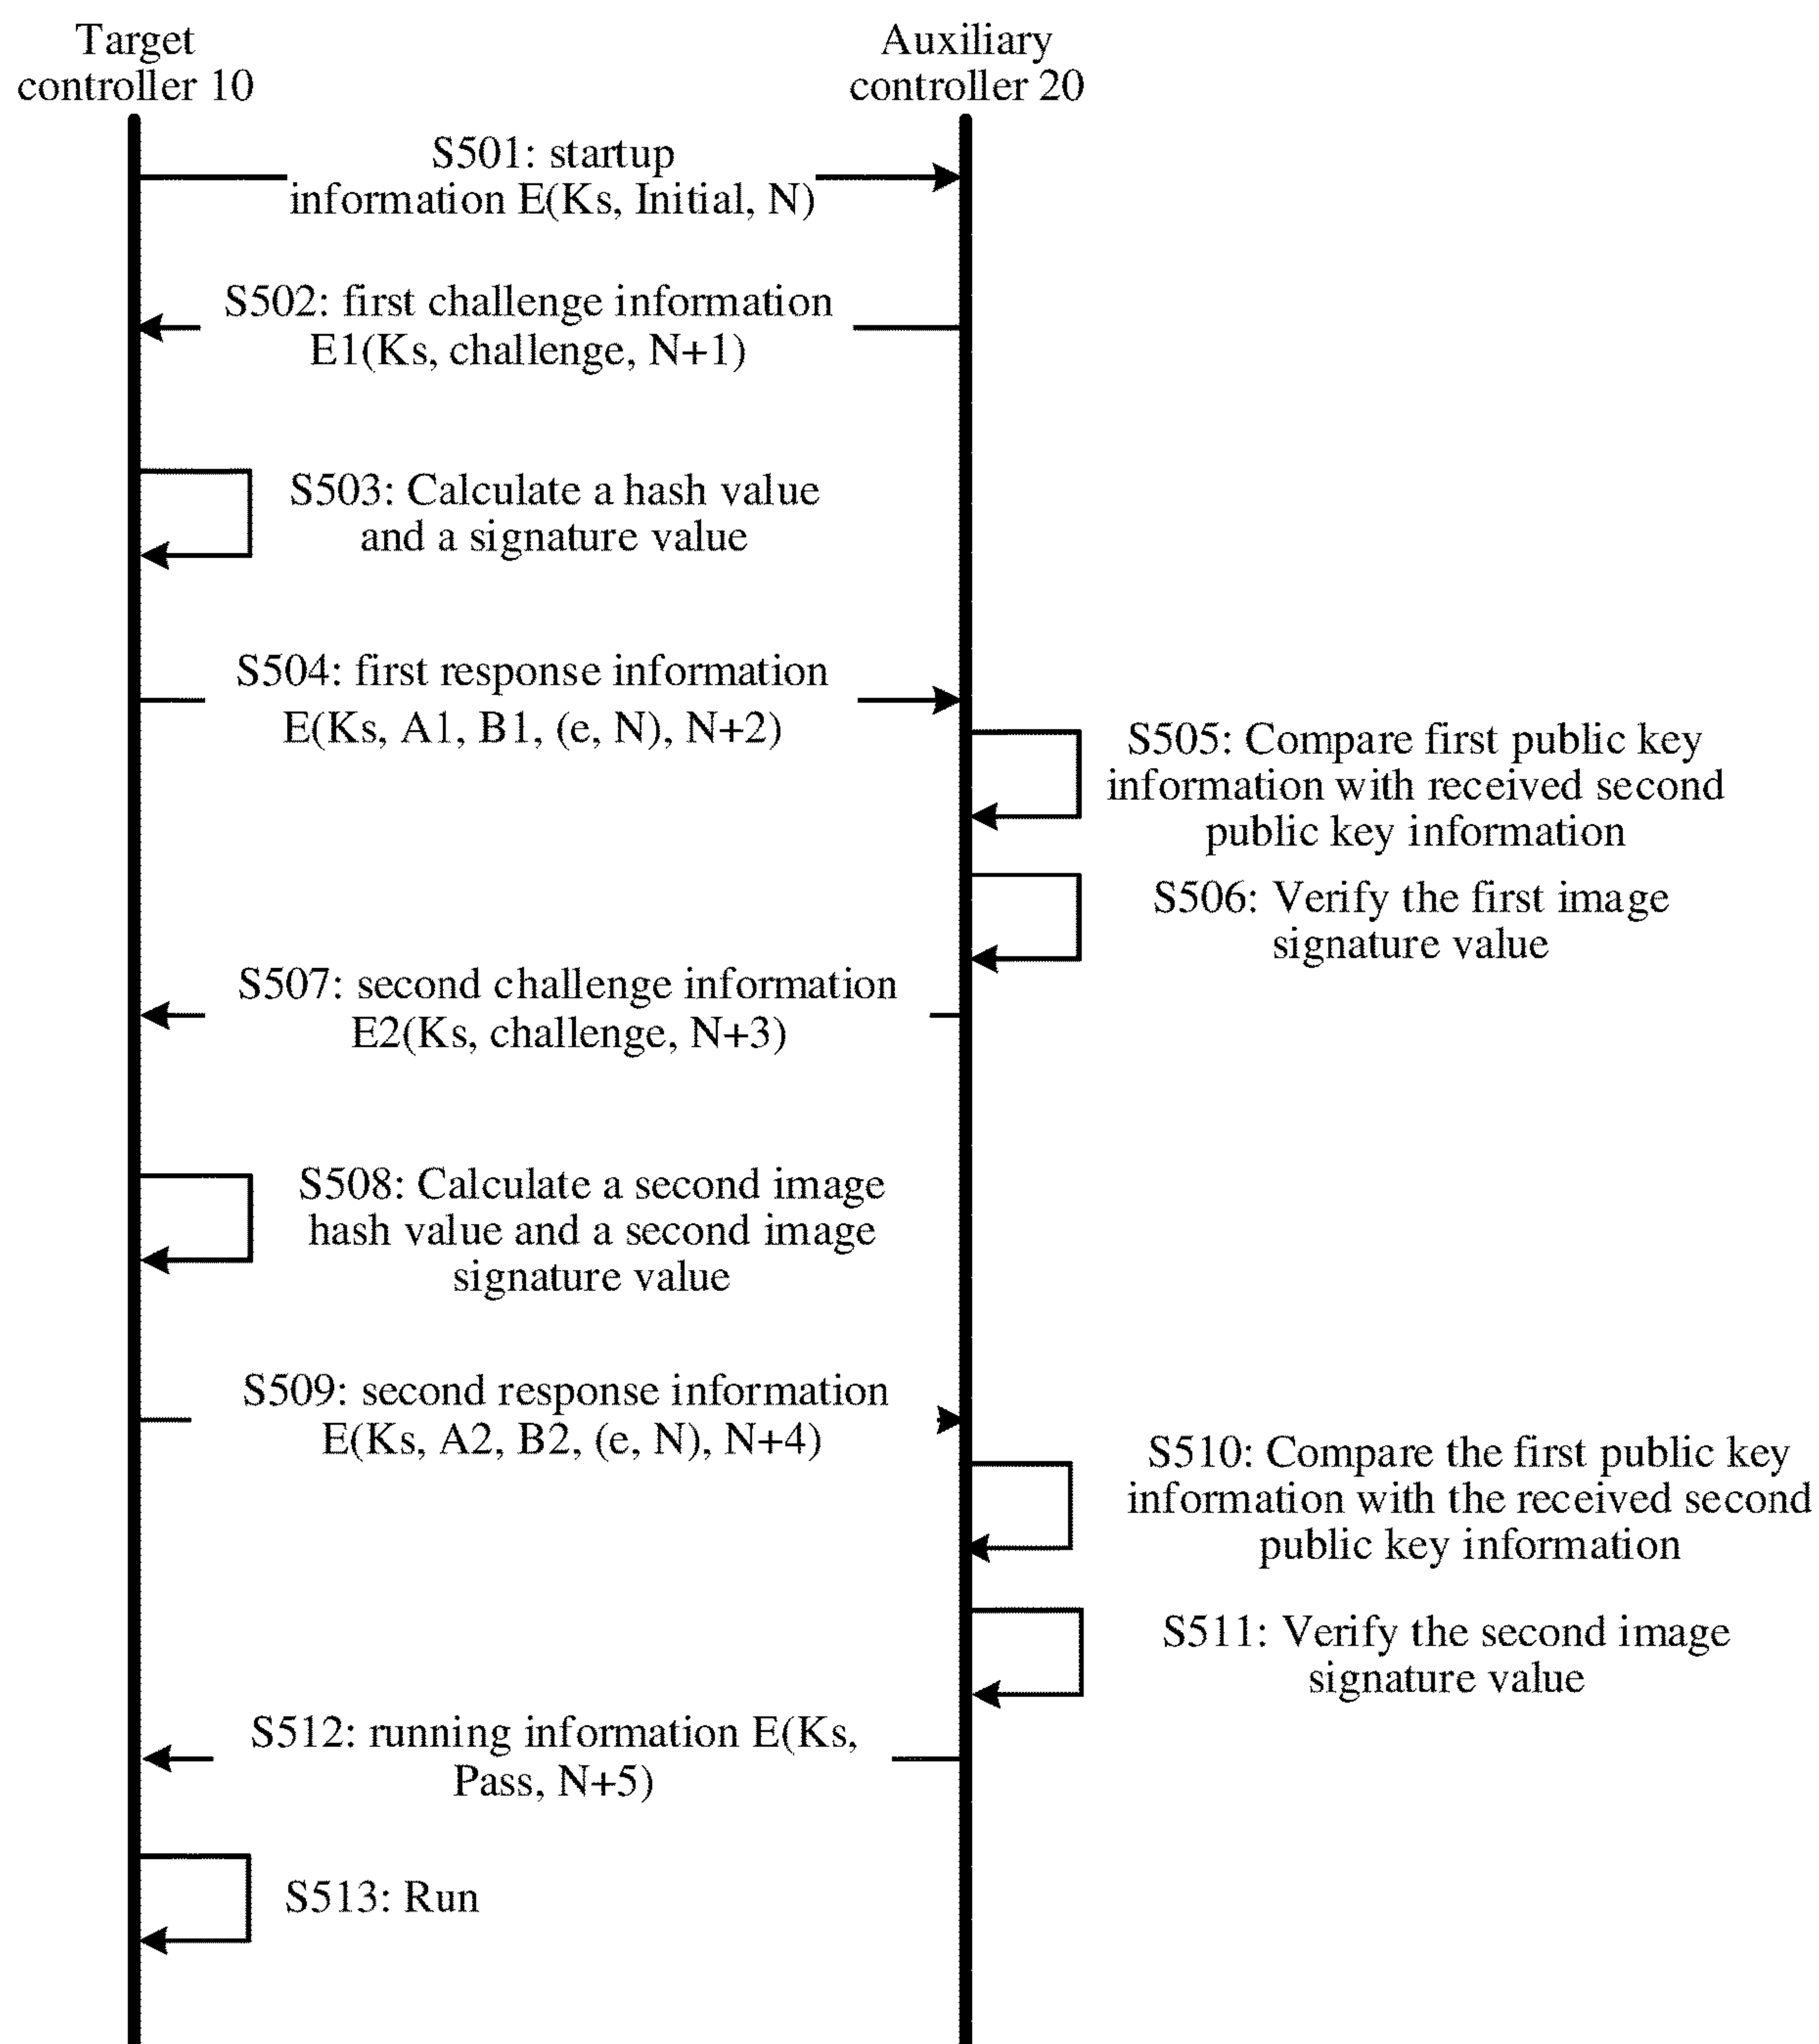 Target
controller 10
Auxiliary
controller 20
S501: startup
information E(Ks, Initial, N)
S502: first challenge information
E1(Ks, challenge, N+1)
S503: Calculate a hash value
and a signature value
S504: first response information
E(Ks, A1, B1, (e, N), N+2)
S505: Compare first public key
information with received second
public key information
S506: Verify the first image
signature value
S507: second challenge information
E2(Ks, challenge, N+3)
S508: Calculate a second image
hash value and a second image
signature value
S509: second response information
E(Ks, A2, B2, (e, N), N+4)
S510: Compare the first public key
information with the received second
public key information
S511: Verify the second image
signature value
S512: running information E(Ks,
Pass, N+5)
S513: Run